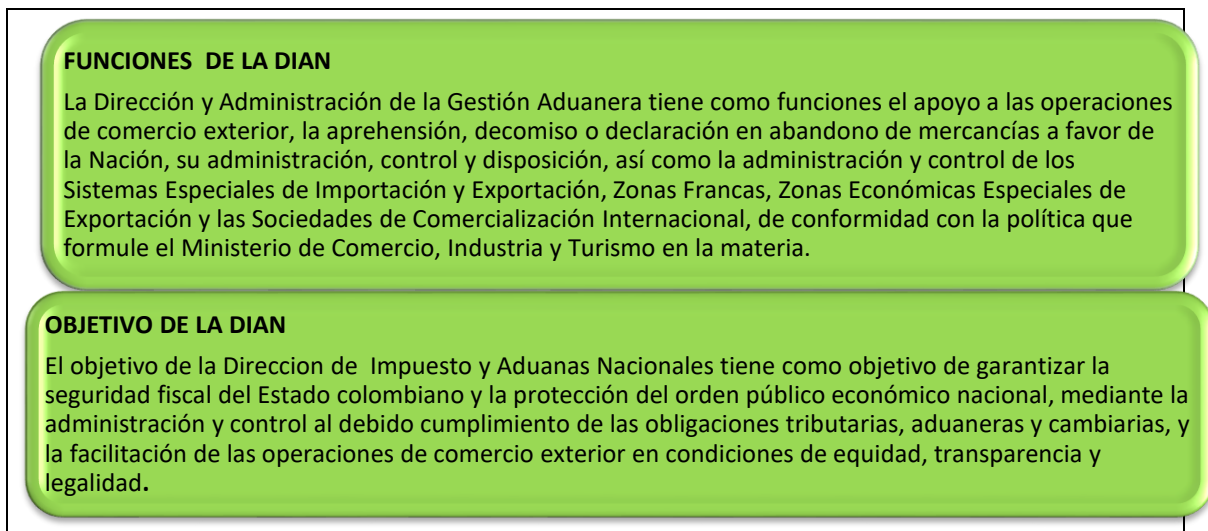 FUNCIONES  DE LA DIAN
La Dirección y Administración de la Gestión Aduanera tiene como funciones el apoyo a las operaciones
de comercio exterior, la aprehensión, decomiso o declaración en abandono de mercancías a favor de
la Nación, su administración, control y disposición, así como la administración y control de los
Sistemas Especiales de Importación y Exportación, Zonas Francas, Zonas Económicas Especiales de
Exportación y las Sociedades de Comercialización Internacional, de conformidad con la política que
formule el Ministerio de Comercio, Industria y Turismo en la materia.
OBJETIVO DE LA DIAN
El objetivo de la Direccion de  Impuesto y Aduanas Nacionales tiene como objetivo de garantizar la
seguridad fiscal del Estado colombiano y la protección del orden público económico nacional, mediante la
administración y control al debido cumplimiento de las obligaciones tributarias, aduaneras y cambiarias, y
la facilitación de las operaciones de comercio exterior en condiciones de equidad, transparencia y
legalidad.